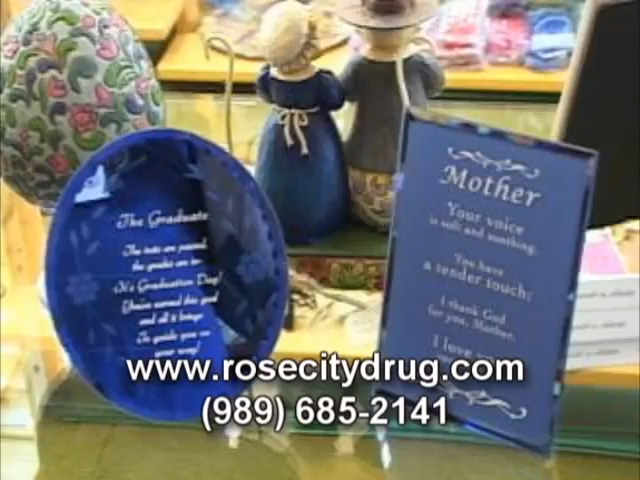 The Graduate
The tests are passed,
the grades are in-
It's Graduation Day!
You've earned this goal
and all it brings
To guide you on
your way!
Mother
Your voice
is soft and soothing.
You have
a tender touch;
I thank God
for you, Mother.
I love
www.rosecitydrug.com
(989) 685-2141